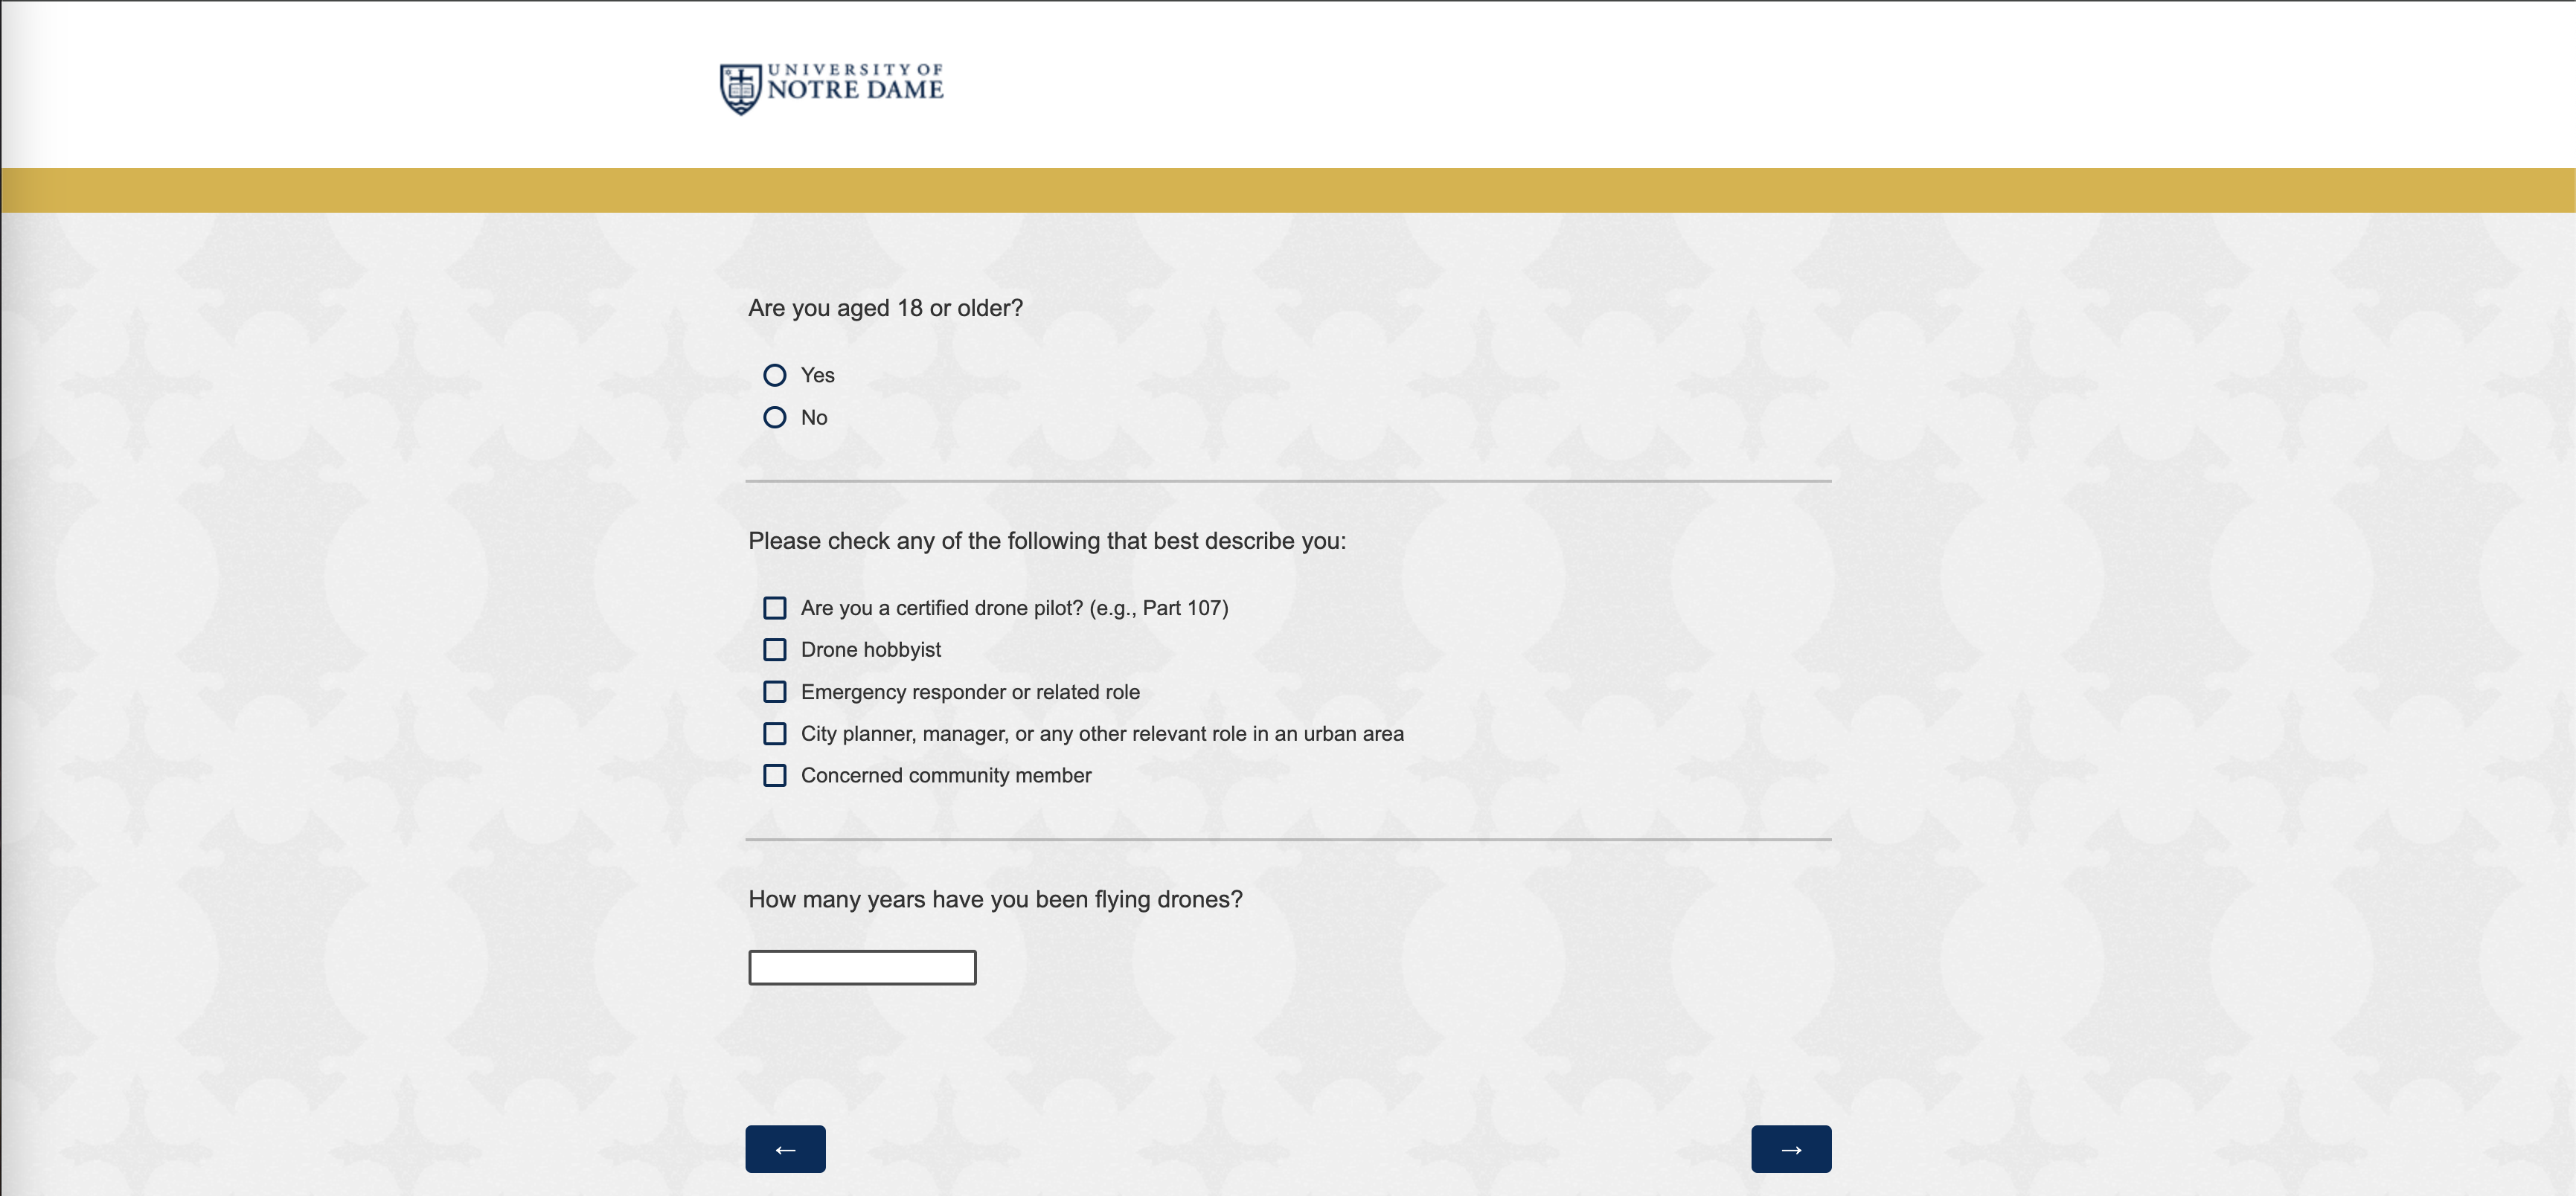 UNIVERSITY OF
NOTRE DAME
Are you aged 18 or older?
Yes
No
Please check any of the following that best describe you:
Are you a certified drone pilot? (e.g., Part 107)
Drone hobbyist
Emergency responder or related role
City planner, manager, or any other relevant role in an urban area
Concerned community member
How many years have you been flying drones?
← →